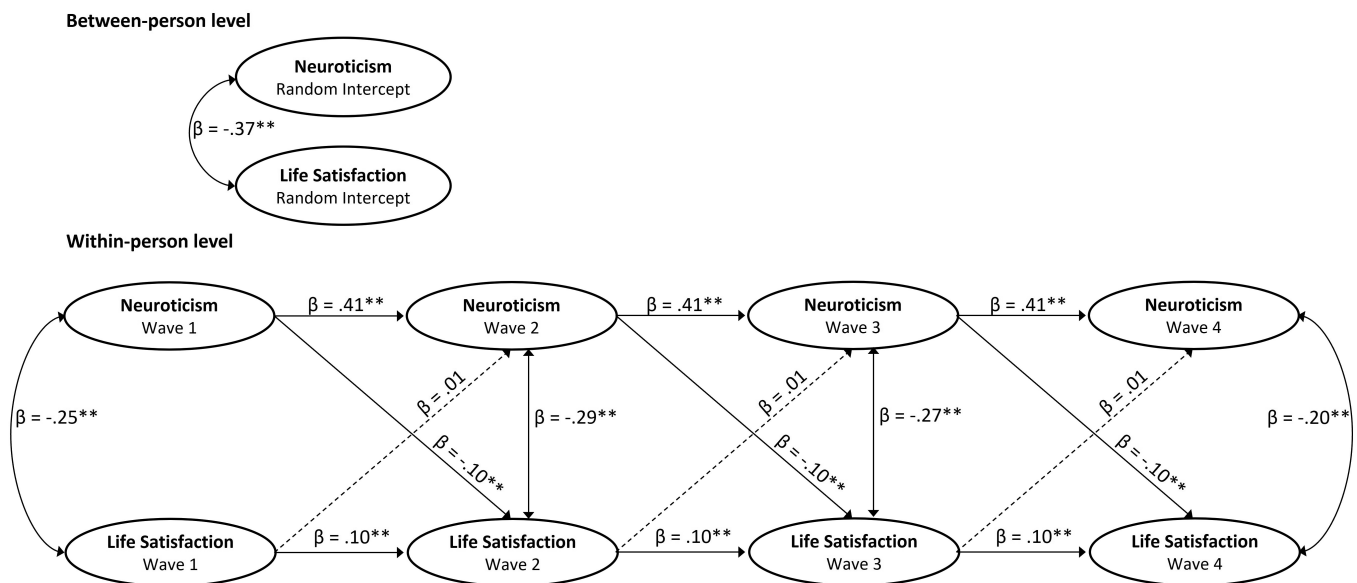 Between-person level
Neuroticism
Random Intercept
β = -.37**
Life Satisfaction
Random Intercept
Within-person level
Neuroticism
Wave 1
β = .41**
Neuroticism
Wave 2
β = .41**
Neuroticism
Wave 3
β = .41**
Neuroticism
Wave 4
β = -.25**
β = .01
β = -.10**
β = -.29**
β = .01
β = -.10**
β = -.27**
β = .01
β = -.10**
β = -.20**
Life Satisfaction
Wave 1
β = .10**
Life Satisfaction
Wave 2
β = .10**
Life Satisfaction
Wave 3
β = .10**
Life Satisfaction
Wave 4